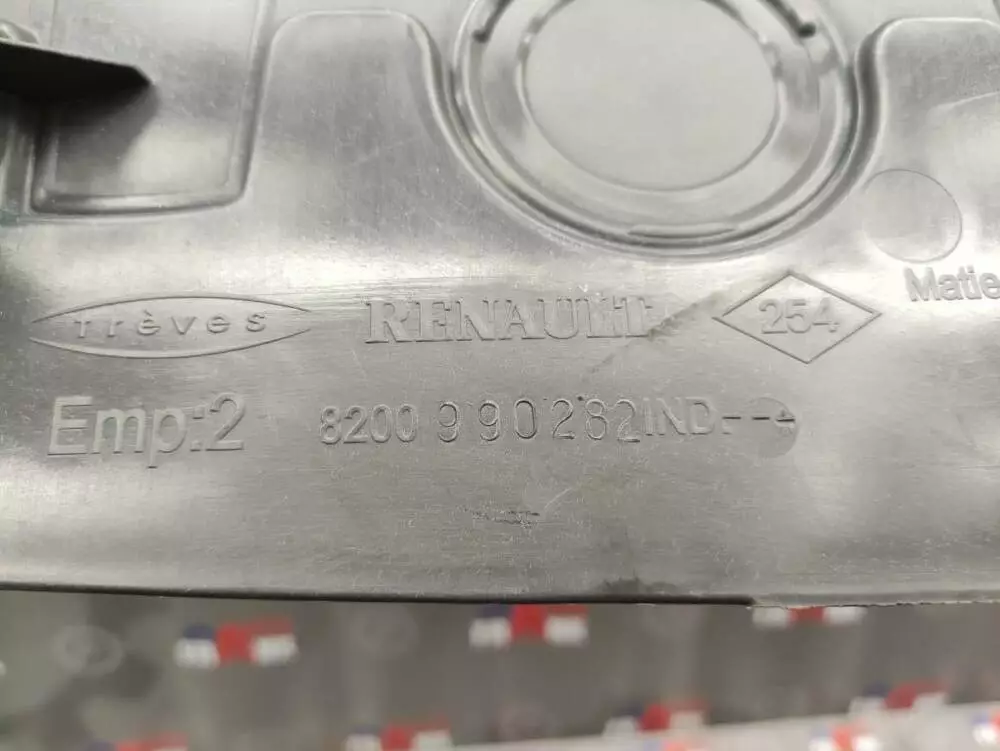 Trèves RENAULT 254 Matie
Emp:2 8200 990282IND--A